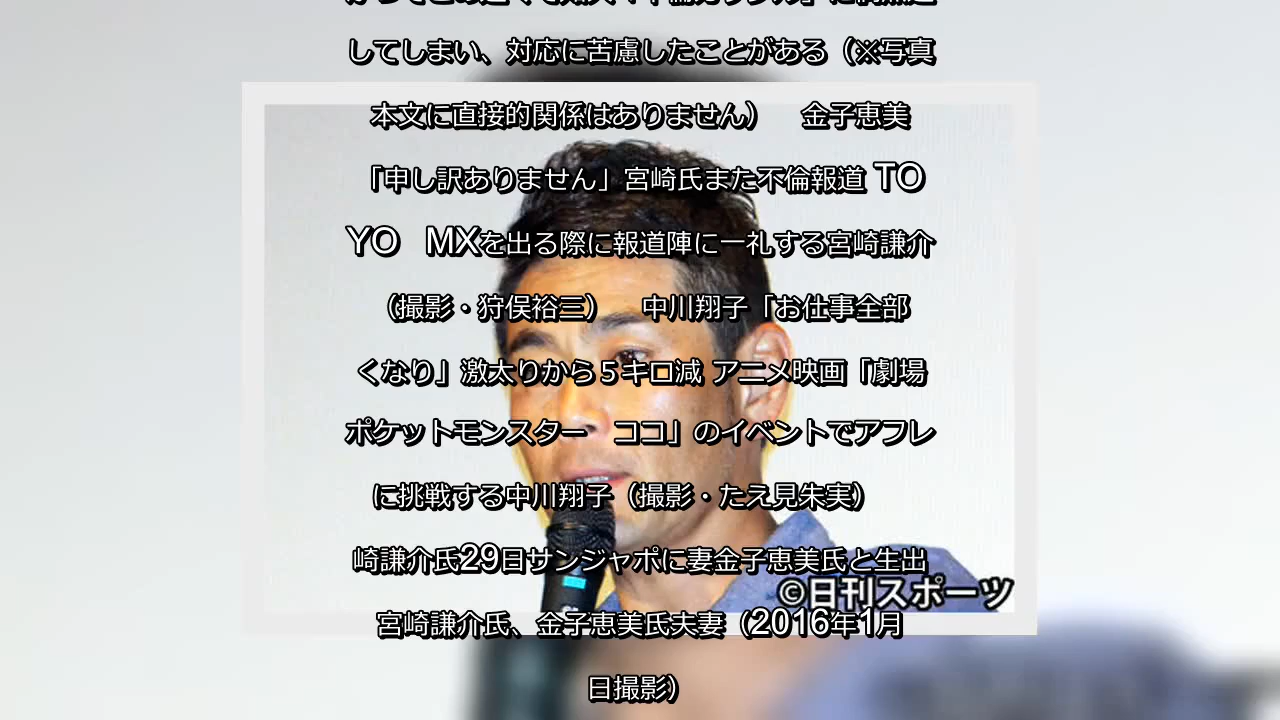 してしまい、対応に苦慮したことがある（※写真
本文に直接的関係はありません）　金子恵美
「申し訳ありません」宮崎氏また不倫報道 TO
YO　MXを出る際に報道陣に一礼する宮崎謙介
（撮影・狩俣裕三）　中川翔子「お仕事全部
くなり」激太りから５キロ減 アニメ映画「劇場
ポケットモンスター　ココ」のイベントでアフレ
に挑戦する中川翔子（撮影・たえ見朱実）
崎謙介氏29日サンジャポに妻金子恵美氏と生出
©日刊スポーツ
宮崎謙介氏、金子恵美氏夫妻（2016年1月
日撮影）